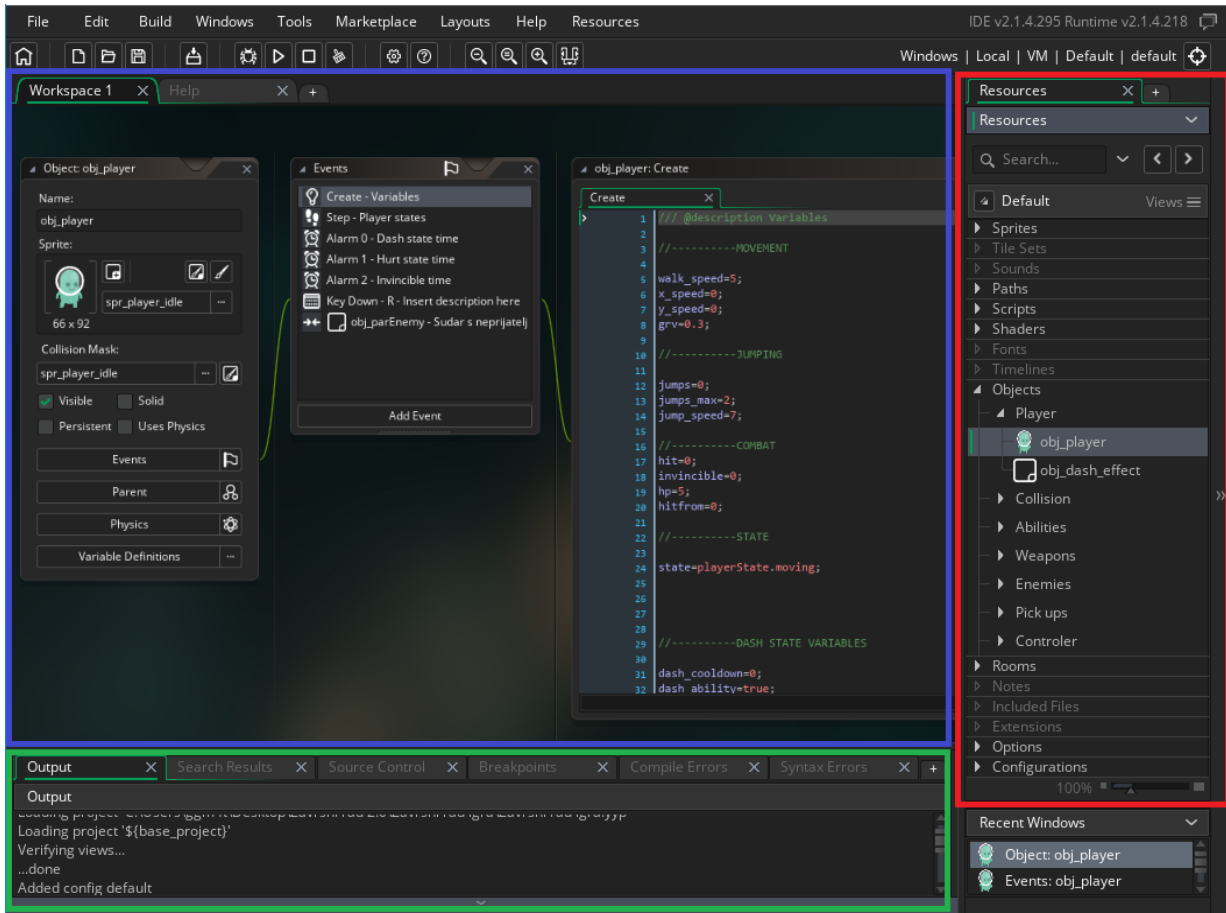 File Edit Build Windows Tools Marketplace Layouts Help Resources IDE v2.1.4.295 Runtime v2.1.4.218
Windows | Local | VM | Default | default
Workspace 1 Help +
Object: obj_player
Name:
obj_player
Sprite:
spr_player_idle ...
66 x 92
Collision Mask:
spr_player_idle ...
Visible Solid
Persistent Uses Physics
Events
Parent
Physics
Variable Definitions ...
Events
Create - Variables
Step - Player states
Alarm 0 - Dash state time
Alarm 1 - Hurt state time
Alarm 2 - Invincible time
Key Down - R - Insert description here
obj_parEnemy - Sudar s neprijatelj
Add Event
obj_player: Create
Create
1 /// @description Variables
2
3 //----------MOVEMENT
4
5 walk_speed=5;
6 x_speed=0;
7 y_speed=0;
8 grv=0.3;
9
10 //----------JUMPING
11
12 jumps=0;
13 jumps_max=2;
14 jump_speed=7;
15
16 //----------COMBAT
17 hit=0;
18 invincible=0;
19 hp=5;
20 hitfrom=0;
21
22 //----------STATE
23
24 state=playerState.moving;
25
26
27
28
29 //----------DASH STATE VARIABLES
30
31 dash_cooldown=0;
32 dash_ability=true;
Output Search Results Source Control Breakpoints Compile Errors Syntax Errors +
Output
Loading project
Loading project '${base_project}'
Verifying views...
...done
Added config default
Resources +
Resources
Search...
Default Views
Sprites
Tile Sets
Sounds
Paths
Scripts
Shaders
Fonts
Timelines
Objects
Player
obj_player
obj_dash_effect
Collision
Abilities
Weapons
Enemies
Pick ups
Controler
Rooms
Notes
Included Files
Extensions
Options
Configurations
100%
Recent Windows
Object: obj_player
Events: obj_player